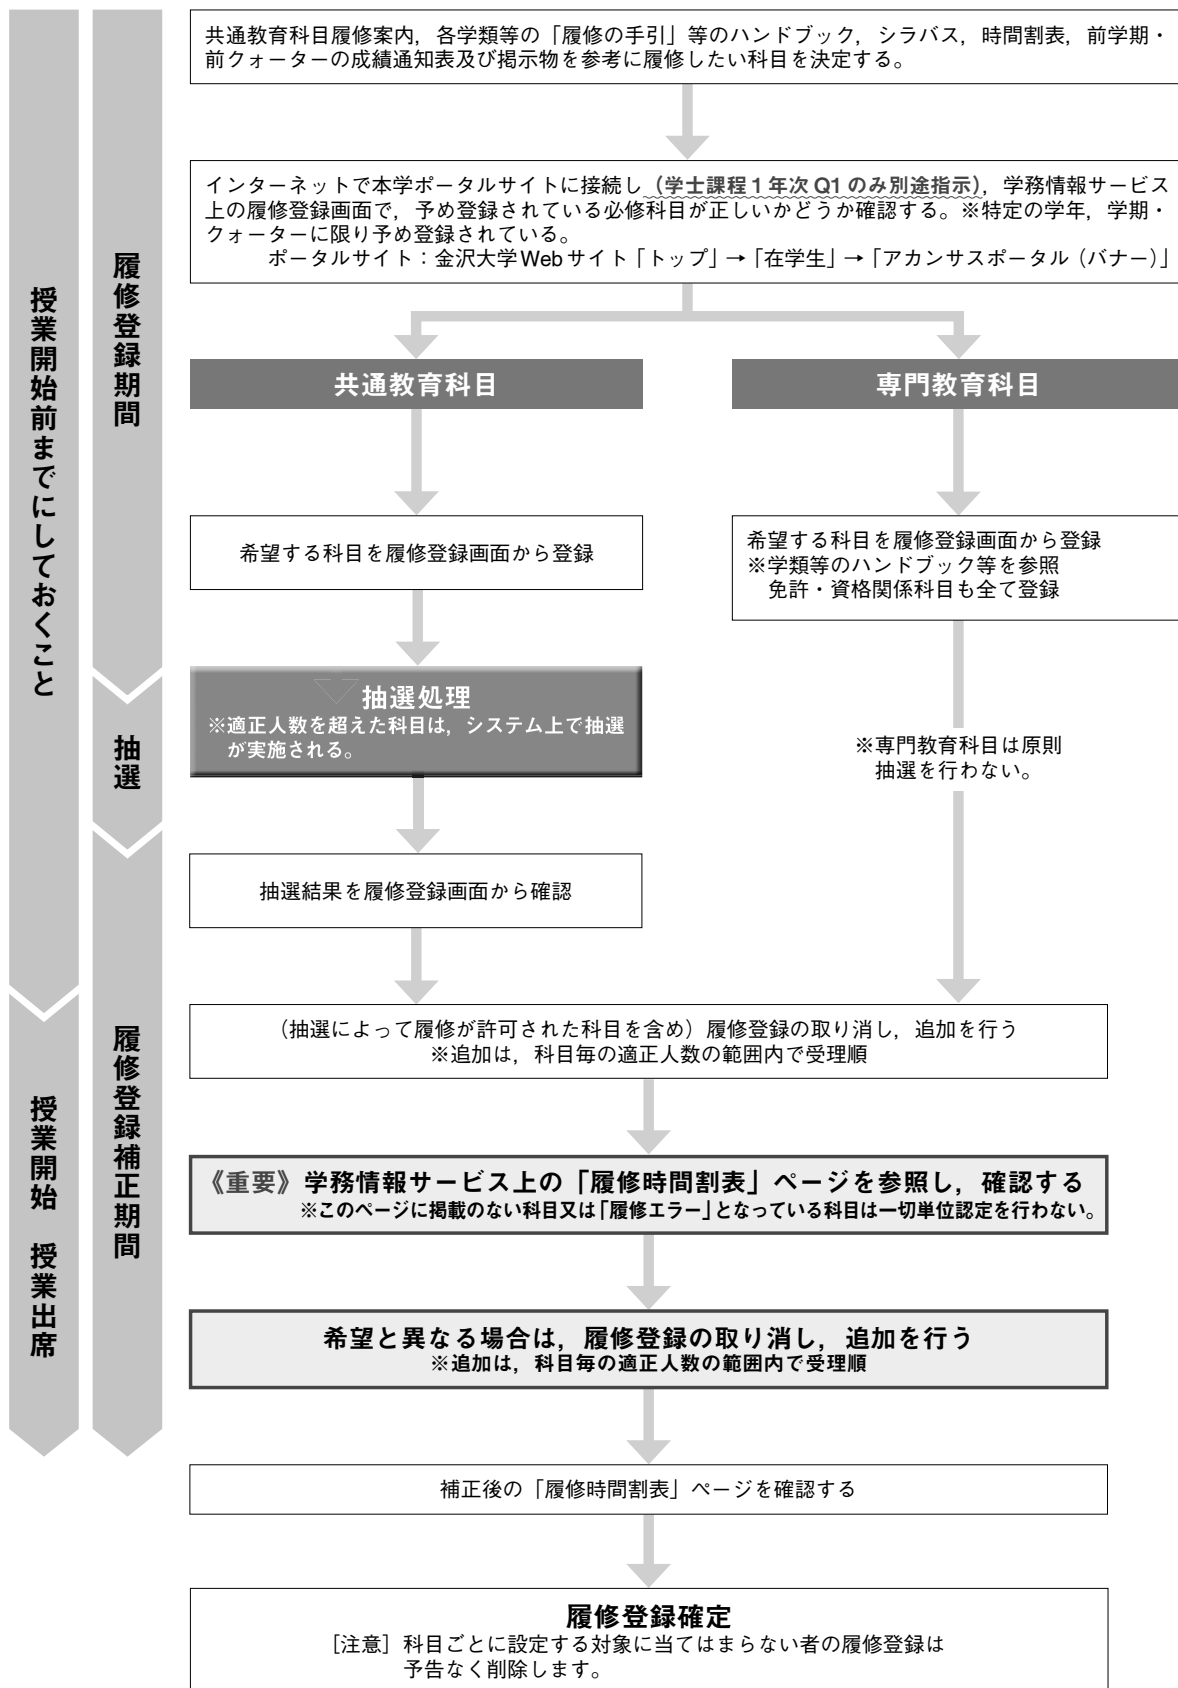 共通教育科目履修案内，各学類等の「履修の手引」等のハンドブック，シラバス，時間割表，前学期・
前クォーターの成績通知表及び掲示物を参考に履修したい科目を決定する。
インターネットで本学ポータルサイトに接続し（学士課程1年次Q1のみ別途指示），学務情報サービス
上の履修登録画面で，予め登録されている必修科目が正しいかどうか確認する。※特定の学年，学期・
クォーターに限り予め登録されている。
ポータルサイト：金沢大学Webサイト「トップ」→「在学生」→「アカンサスポータル（バナー）」
授業開始前までにしておくこと
履修登録期間
共通教育科目
専門教育科目
希望する科目を履修登録画面から登録
希望する科目を履修登録画面から登録
※学類等のハンドブック等を参照
免許・資格関係科目も全て登録
抽選
抽選処理
※適正人数を超えた科目は，システム上で抽選
が実施される。
※専門教育科目は原則
抽選を行わない。
抽選結果を履修登録画面から確認
授業開始 授業出席
履修登録補正期間
（抽選によって履修が許可された科目を含め）履修登録の取り消し，追加を行う
※追加は，科目毎の適正人数の範囲内で受理順
《重要》学務情報サービス上の「履修時間割表」ページを参照し，確認する
※このページに掲載のない科目又は「履修エラー」となっている科目は一切単位認定を行わない。
希望と異なる場合は，履修登録の取り消し，追加を行う
※追加は，科目毎の適正人数の範囲内で受理順
補正後の「履修時間割表」ページを確認する
履修登録確定
［注意］科目ごとに設定する対象に当てはまらない者の履修登録は
予告なく削除します。